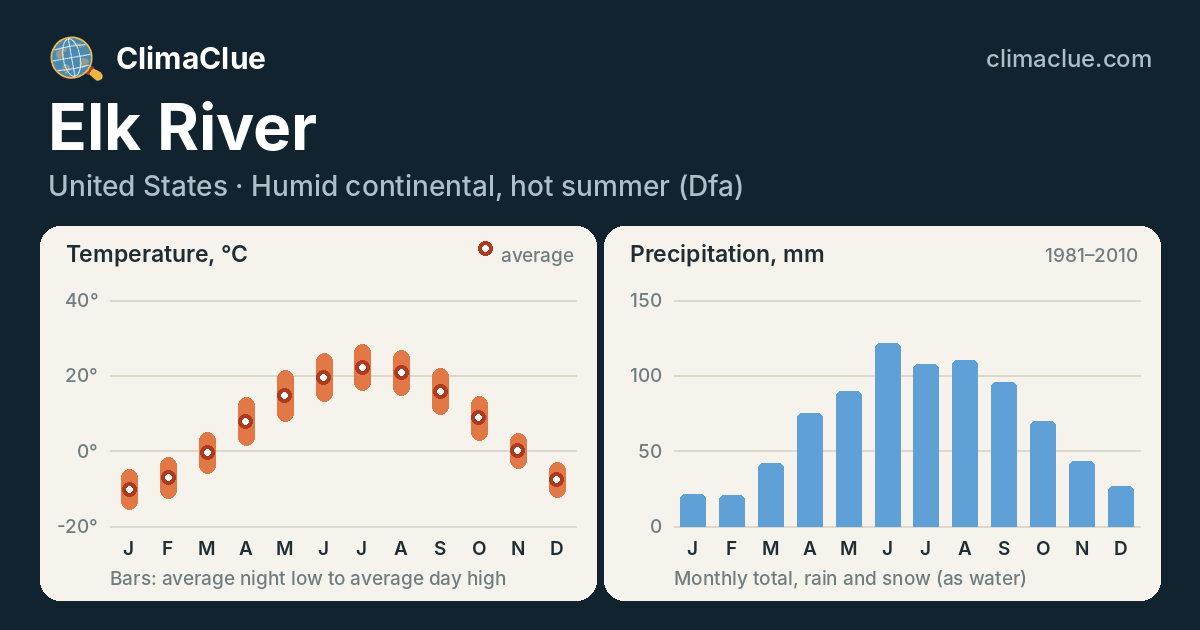 ClimaClue
climaclue.com
Elk River
United States · Humid continental, hot summer (Dfa)
Temperature, °C
average
40°
20°
0°
-20°
J F M A M J J A S O N D
Bars: average night low to average day high
Precipitation, mm
1981–2010
150
100
50
0
J F M A M J J A S O N D
Monthly total, rain and snow (as water)